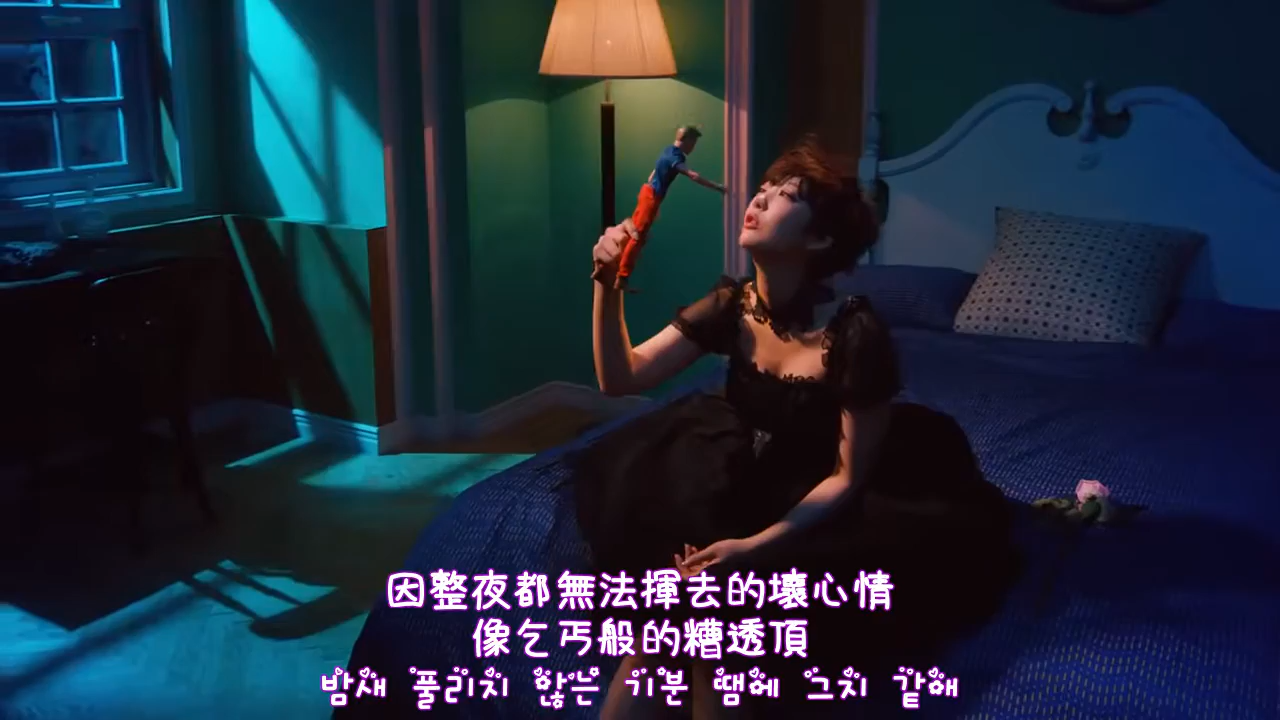 因整夜都無法揮去的壞心情
像乞丐般的糟透頂
밤새 풀리지 않은 기분 땜에 그지 같애